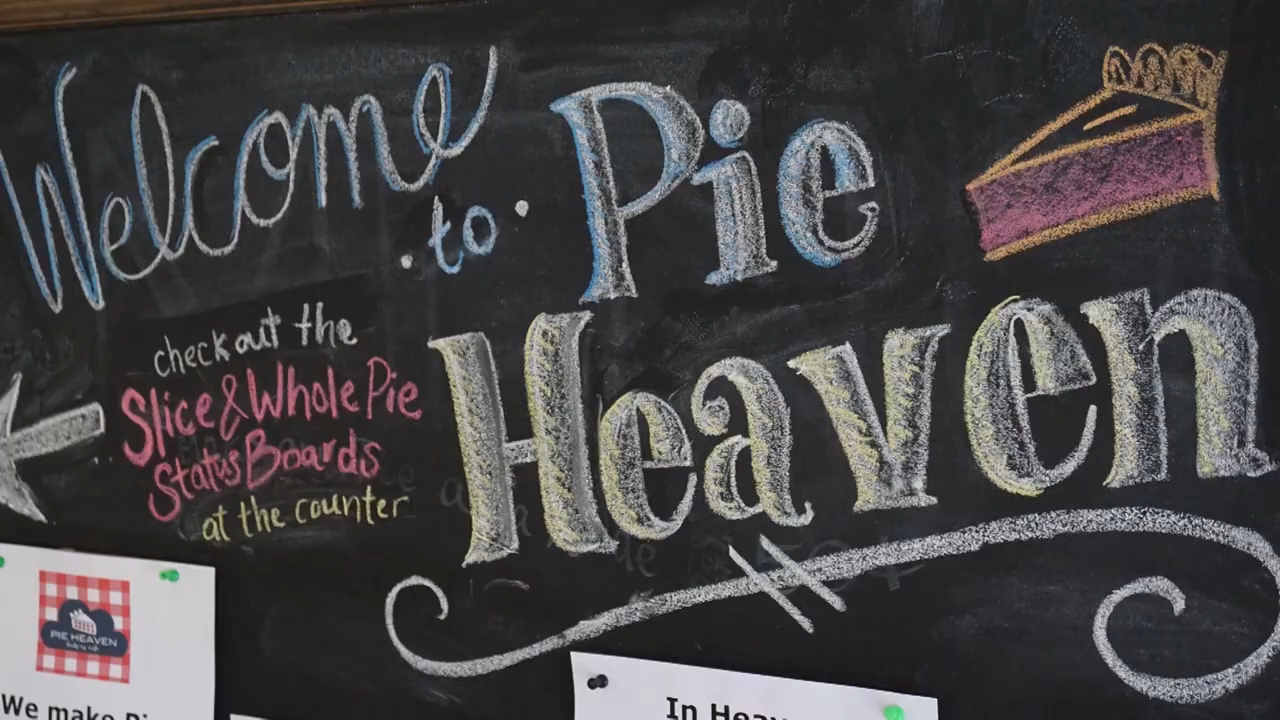 Welcome
to
Pie
Heaven
check out the
Slice & Whole Pie
Status Boards
at the counter
PIE HEAVEN
We make
In